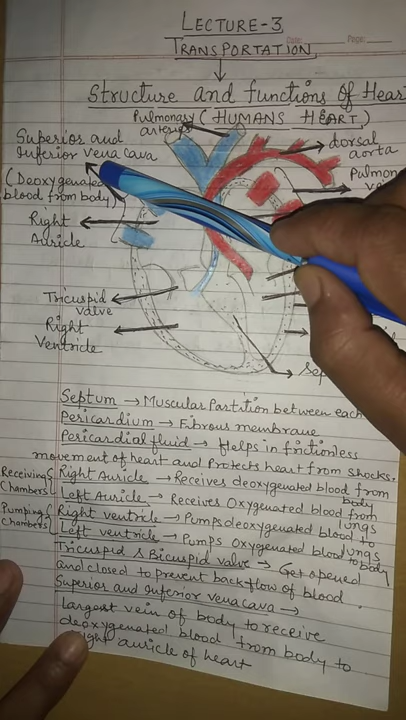 LECTURE-3
Date: Page:
TRANSPORTATION
Structure and functions of Heart
(HUMANS HEART)
Pulmonary
arteries
Superior and
inferior vena cava
(Deoxygenated
blood from body)
dorsal
aorta
Right
Auricle
Tricuspid
valve
Right
Ventricle
Septum → Muscular Partition between each
Pericardium → Fibrous membrane
Pericardial fluid → Helps in frictionless
movement of heart and Protects heart from shocks.
Receiving Chambers
Right Auricle → Receives deoxygenated blood from body
Left Auricle → Receives Oxygenated blood from lungs
Pumping chambers
Right ventricle → Pumps deoxygenated blood to lungs
Left ventricle → Pumps Oxygenated blood to body
Tricuspid & Bicuspid valve → Get opened
and closed to prevent backflow of blood.
Superior and Inferior venacava →
largest vein of body to receive
deoxygenated blood from body to
right auricle of heart